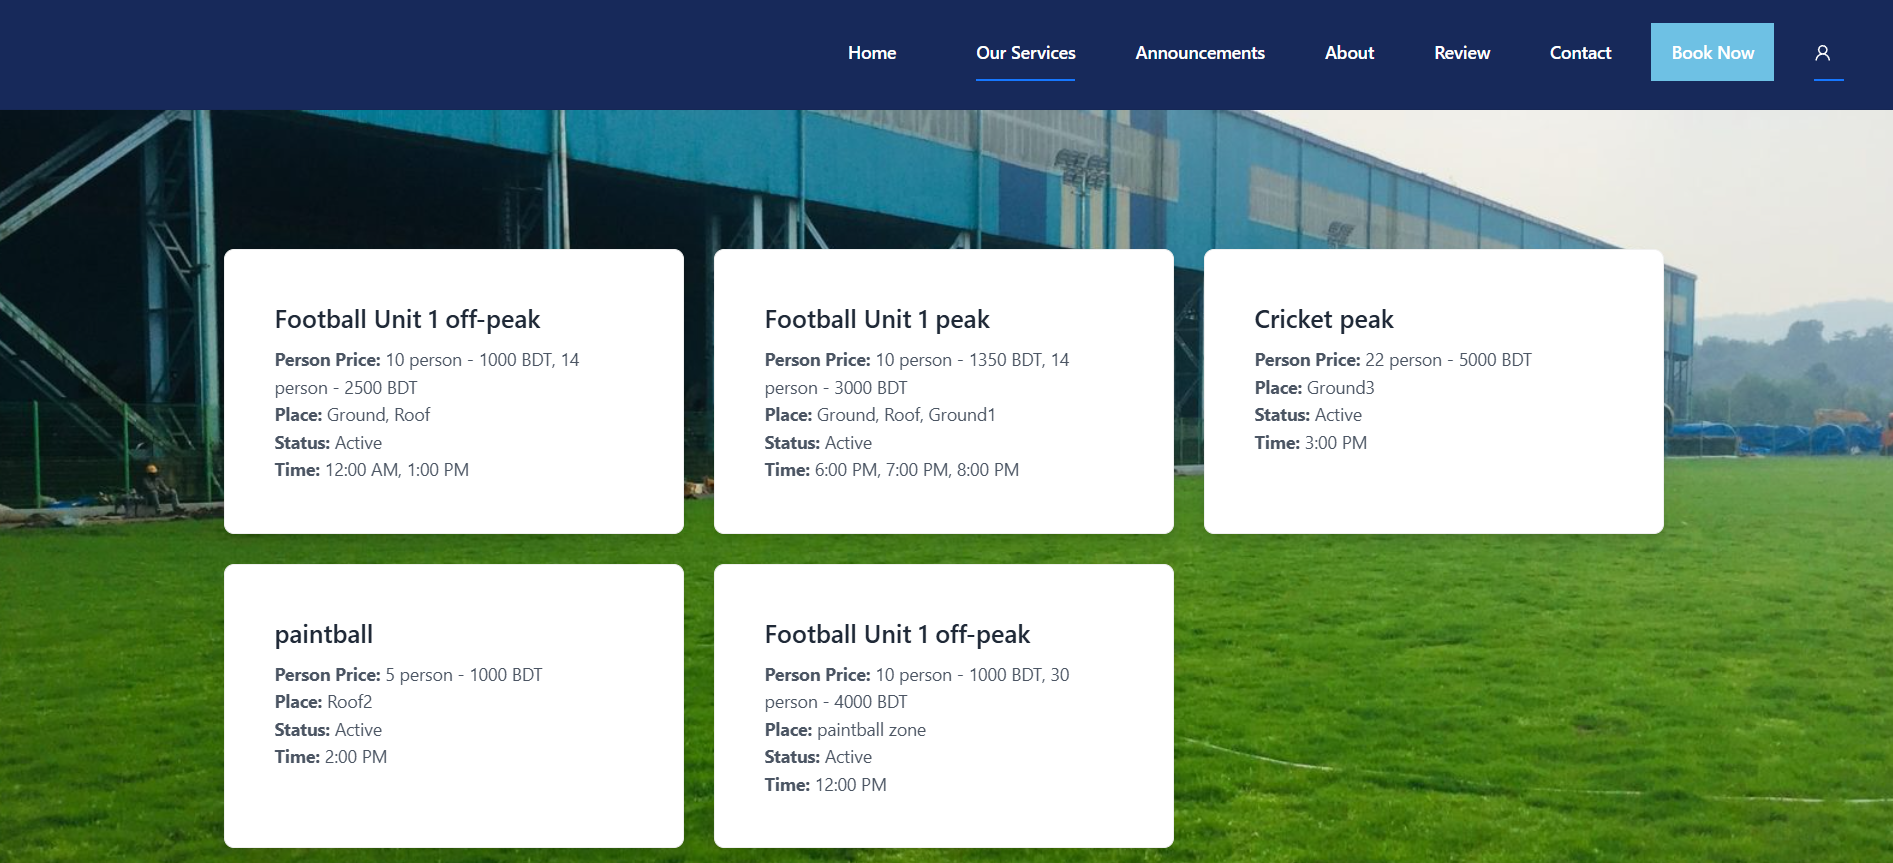 Home Our Services Announcements About Review Contact Book Now
Football Unit 1 off-peak
Person Price: 10 person - 1000 BDT, 14
person - 2500 BDT
Place: Ground, Roof
Status: Active
Time: 12:00 AM, 1:00 PM
Football Unit 1 peak
Person Price: 10 person - 1350 BDT, 14
person - 3000 BDT
Place: Ground, Roof, Ground1
Status: Active
Time: 6:00 PM, 7:00 PM, 8:00 PM
Cricket peak
Person Price: 22 person - 5000 BDT
Place: Ground3
Status: Active
Time: 3:00 PM
paintball
Person Price: 5 person - 1000 BDT
Place: Roof2
Status: Active
Time: 2:00 PM
Football Unit 1 off-peak
Person Price: 10 person - 1000 BDT, 30
person - 4000 BDT
Place: paintball zone
Status: Active
Time: 12:00 PM